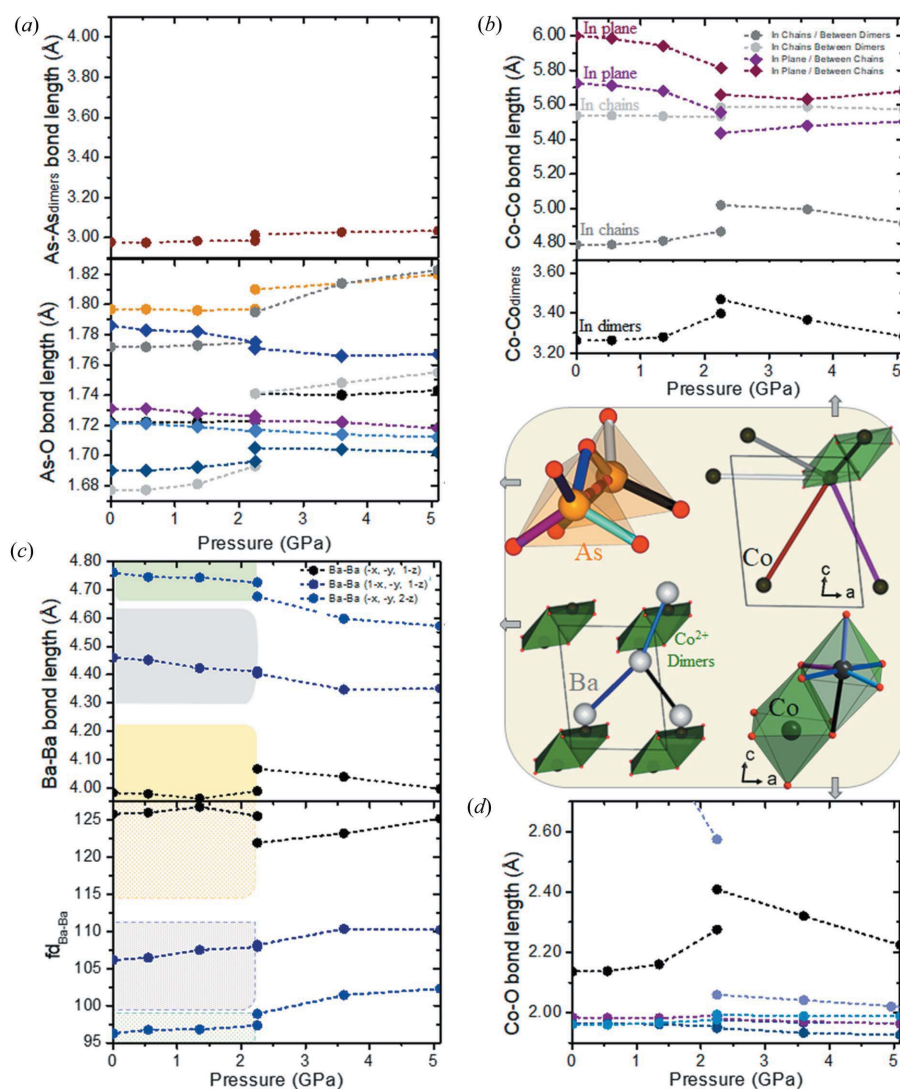 (a)
4.00
3.80
3.60
3.40
3.20
3.00
As-Asdimers bond length (Å)
1.82
1.80
1.78
1.76
1.74
1.72
1.70
1.68
As-O bond length (Å)
0 1 2 3 4 5
Pressure (GPa)
(b)
6.00
5.80
5.60
5.40
5.20
5.00
4.80
Co-Co bond length (Å)
In plane
In plane
In chains
In chains
In Chains / Between Dimers
In Chains Between Dimers
In Plane / Between Chains
In Plane / Between Chains
3.60
3.40
3.20
Co-Codimers
In dimers
0 1 2 3 4 5
Pressure (GPa)
As
Co
c
a
Co2+
Dimers
Ba
Co
c
a
(c)
4.80
4.70
4.60
4.50
4.40
4.30
4.20
4.10
4.00
Ba-Ba bond length (Å)
Ba-Ba (-x, -y, 1-z)
Ba-Ba (1-x, -y, 1-z)
Ba-Ba (-x, -y, 2-z)
125
120
115
110
105
100
95
fdBa-Ba
0 1 2 3 4 5
Pressure (GPa)
(d)
2.60
2.40
2.20
2.00
Co-O bond length (Å)
0 1 2 3 4 5
Pressure (GPa)